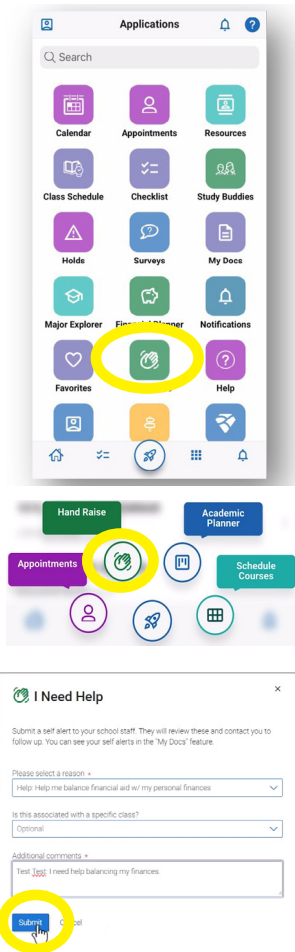 Applications
Search
Calendar
Appointments
Resources
Class Schedule
Checklist
Study Buddies
Holds
Surveys
My Docs
Major Explorer
Financial Planner
Notifications
Favorites
Help
Hand Raise
Academic
Planner
Appointments
Schedule
Courses
I Need Help
Submit a self alert to your school staff. They will review these and contact you to
follow up. You can see your self alerts in the "My Docs" feature.
Please select a reason *
Help: Help me balance financial aid w/ my personal finances
Is this associated with a specific class?
Optional
Additional comments *
Test Test: I need help balancing my finances.
Submit